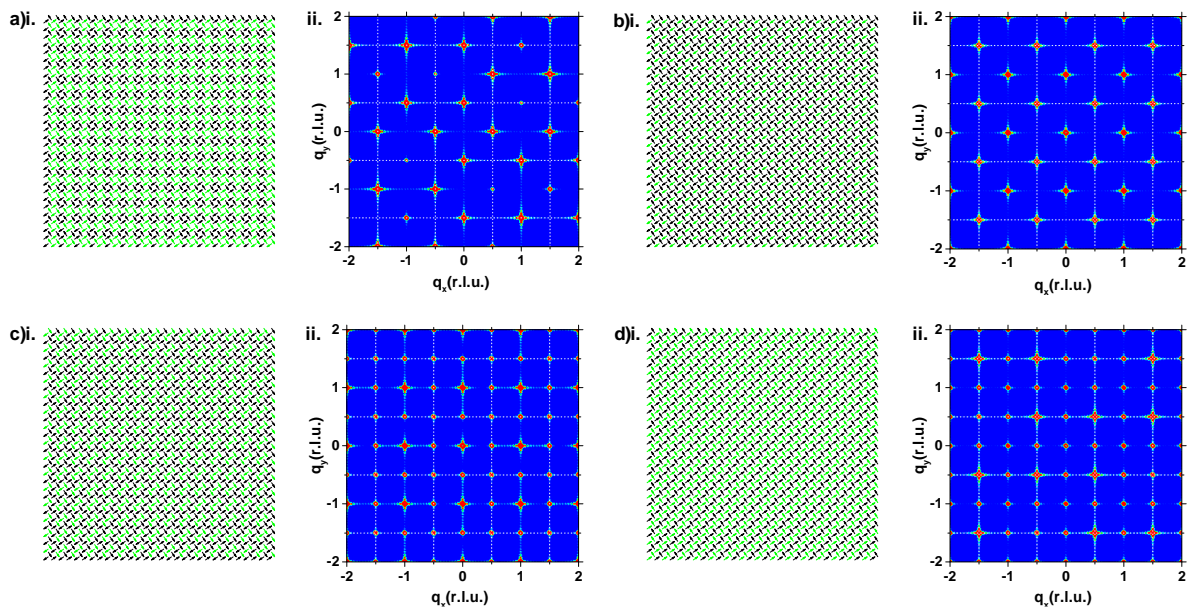 a)i.
ii.
2
1
0
-1
-2
q_y(r.l.u.)
-2 -1 0 1 2
q_x(r.l.u.)
b)i.
ii.
2
1
0
-1
-2
q_y(r.l.u.)
-2 -1 0 1 2
q_x(r.l.u.)
c)i.
ii.
2
1
0
-1
-2
q_y(r.l.u.)
-2 -1 0 1 2
q_x(r.l.u.)
d)i.
ii.
2
1
0
-1
-2
q_y(r.l.u.)
-2 -1 0 1 2
q_x(r.l.u.)